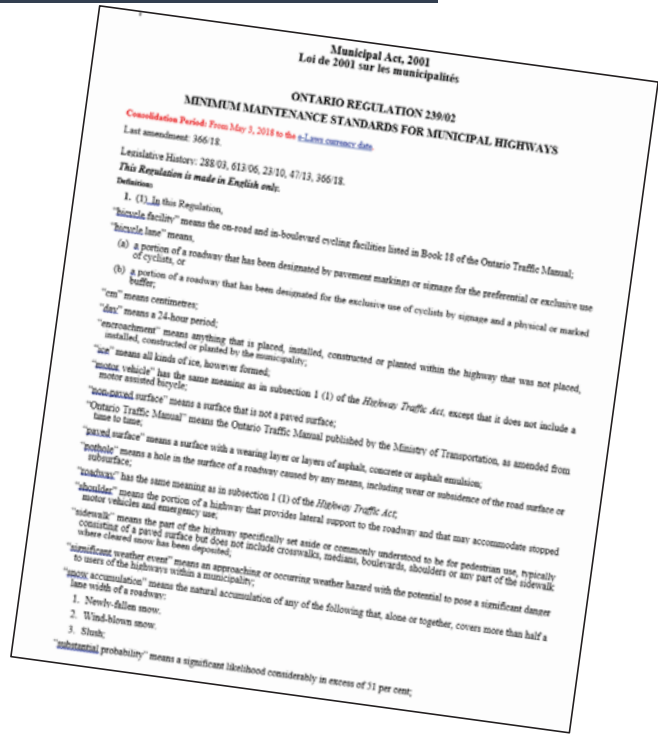 Municipal Act, 2001
Loi de 2001 sur les municipalités
ONTARIO REGULATION 239/02
MINIMUM MAINTENANCE STANDARDS FOR MUNICIPAL HIGHWAYS
Consolidation Period: From May 3, 2018 to the e-Laws currency date.
Last amendment: 366/18.
Legislative History: 288/03, 613/06, 23/10, 47/13, 366/18.
This Regulation is made in English only.
Definitions
1. (1) In this Regulation,
"bicycle facility" means the on-road and in-boulevard cycling facilities listed in Book 18 of the Ontario Traffic Manual;
"bicycle lane" means,
(a) a portion of a roadway that has been designated by pavement markings or signage for the preferential or exclusive use
of cyclists, or
(b) a portion of a roadway that has been designated for the exclusive use of cyclists by signage and a physical or marked
buffer;
"cm" means centimetres;
"day" means a 24-hour period;
"encroachment" means anything that is placed, installed, constructed or planted within the highway that was not placed,
installed, constructed or planted by the municipality;
"ice" means all kinds of ice, however formed;
"motor vehicle" has the same meaning as in subsection 1 (1) of the Highway Traffic Act, except that it does not include a
motor assisted bicycle;
"non-paved surface" means a surface that is not a paved surface;
"Ontario Traffic Manual" means the Ontario Traffic Manual published by the Ministry of Transportation, as amended from
time to time;
"paved surface" means a surface with a wearing layer or layers of asphalt, concrete or asphalt emulsion;
"pothole" means a hole in the surface of a roadway caused by any means, including wear or subsidence of the road surface or
subsurface;
"roadway" has the same meaning as in subsection 1 (1) of the Highway Traffic Act;
"shoulder" means the portion of a highway that provides lateral support to the roadway and that may accommodate stopped
motor vehicles and emergency use;
"sidewalk" means the part of the highway specifically set aside or commonly understood to be for pedestrian use, typically
consisting of a paved surface but does not include crosswalks, medians, boulevards, shoulders or any part of the sidewalk
where cleared snow has been deposited;
"significant weather event" means an approaching or occurring weather hazard with the potential to pose a significant danger
to users of the highways within a municipality;
"snow accumulation" means the natural accumulation of any of the following that, alone or together, covers more than half a
lane width of a roadway:
1. Newly-fallen snow.
2. Wind-blown snow.
3. Slush;
"substantial probability" means a significant likelihood considerably in excess of 51 per cent;